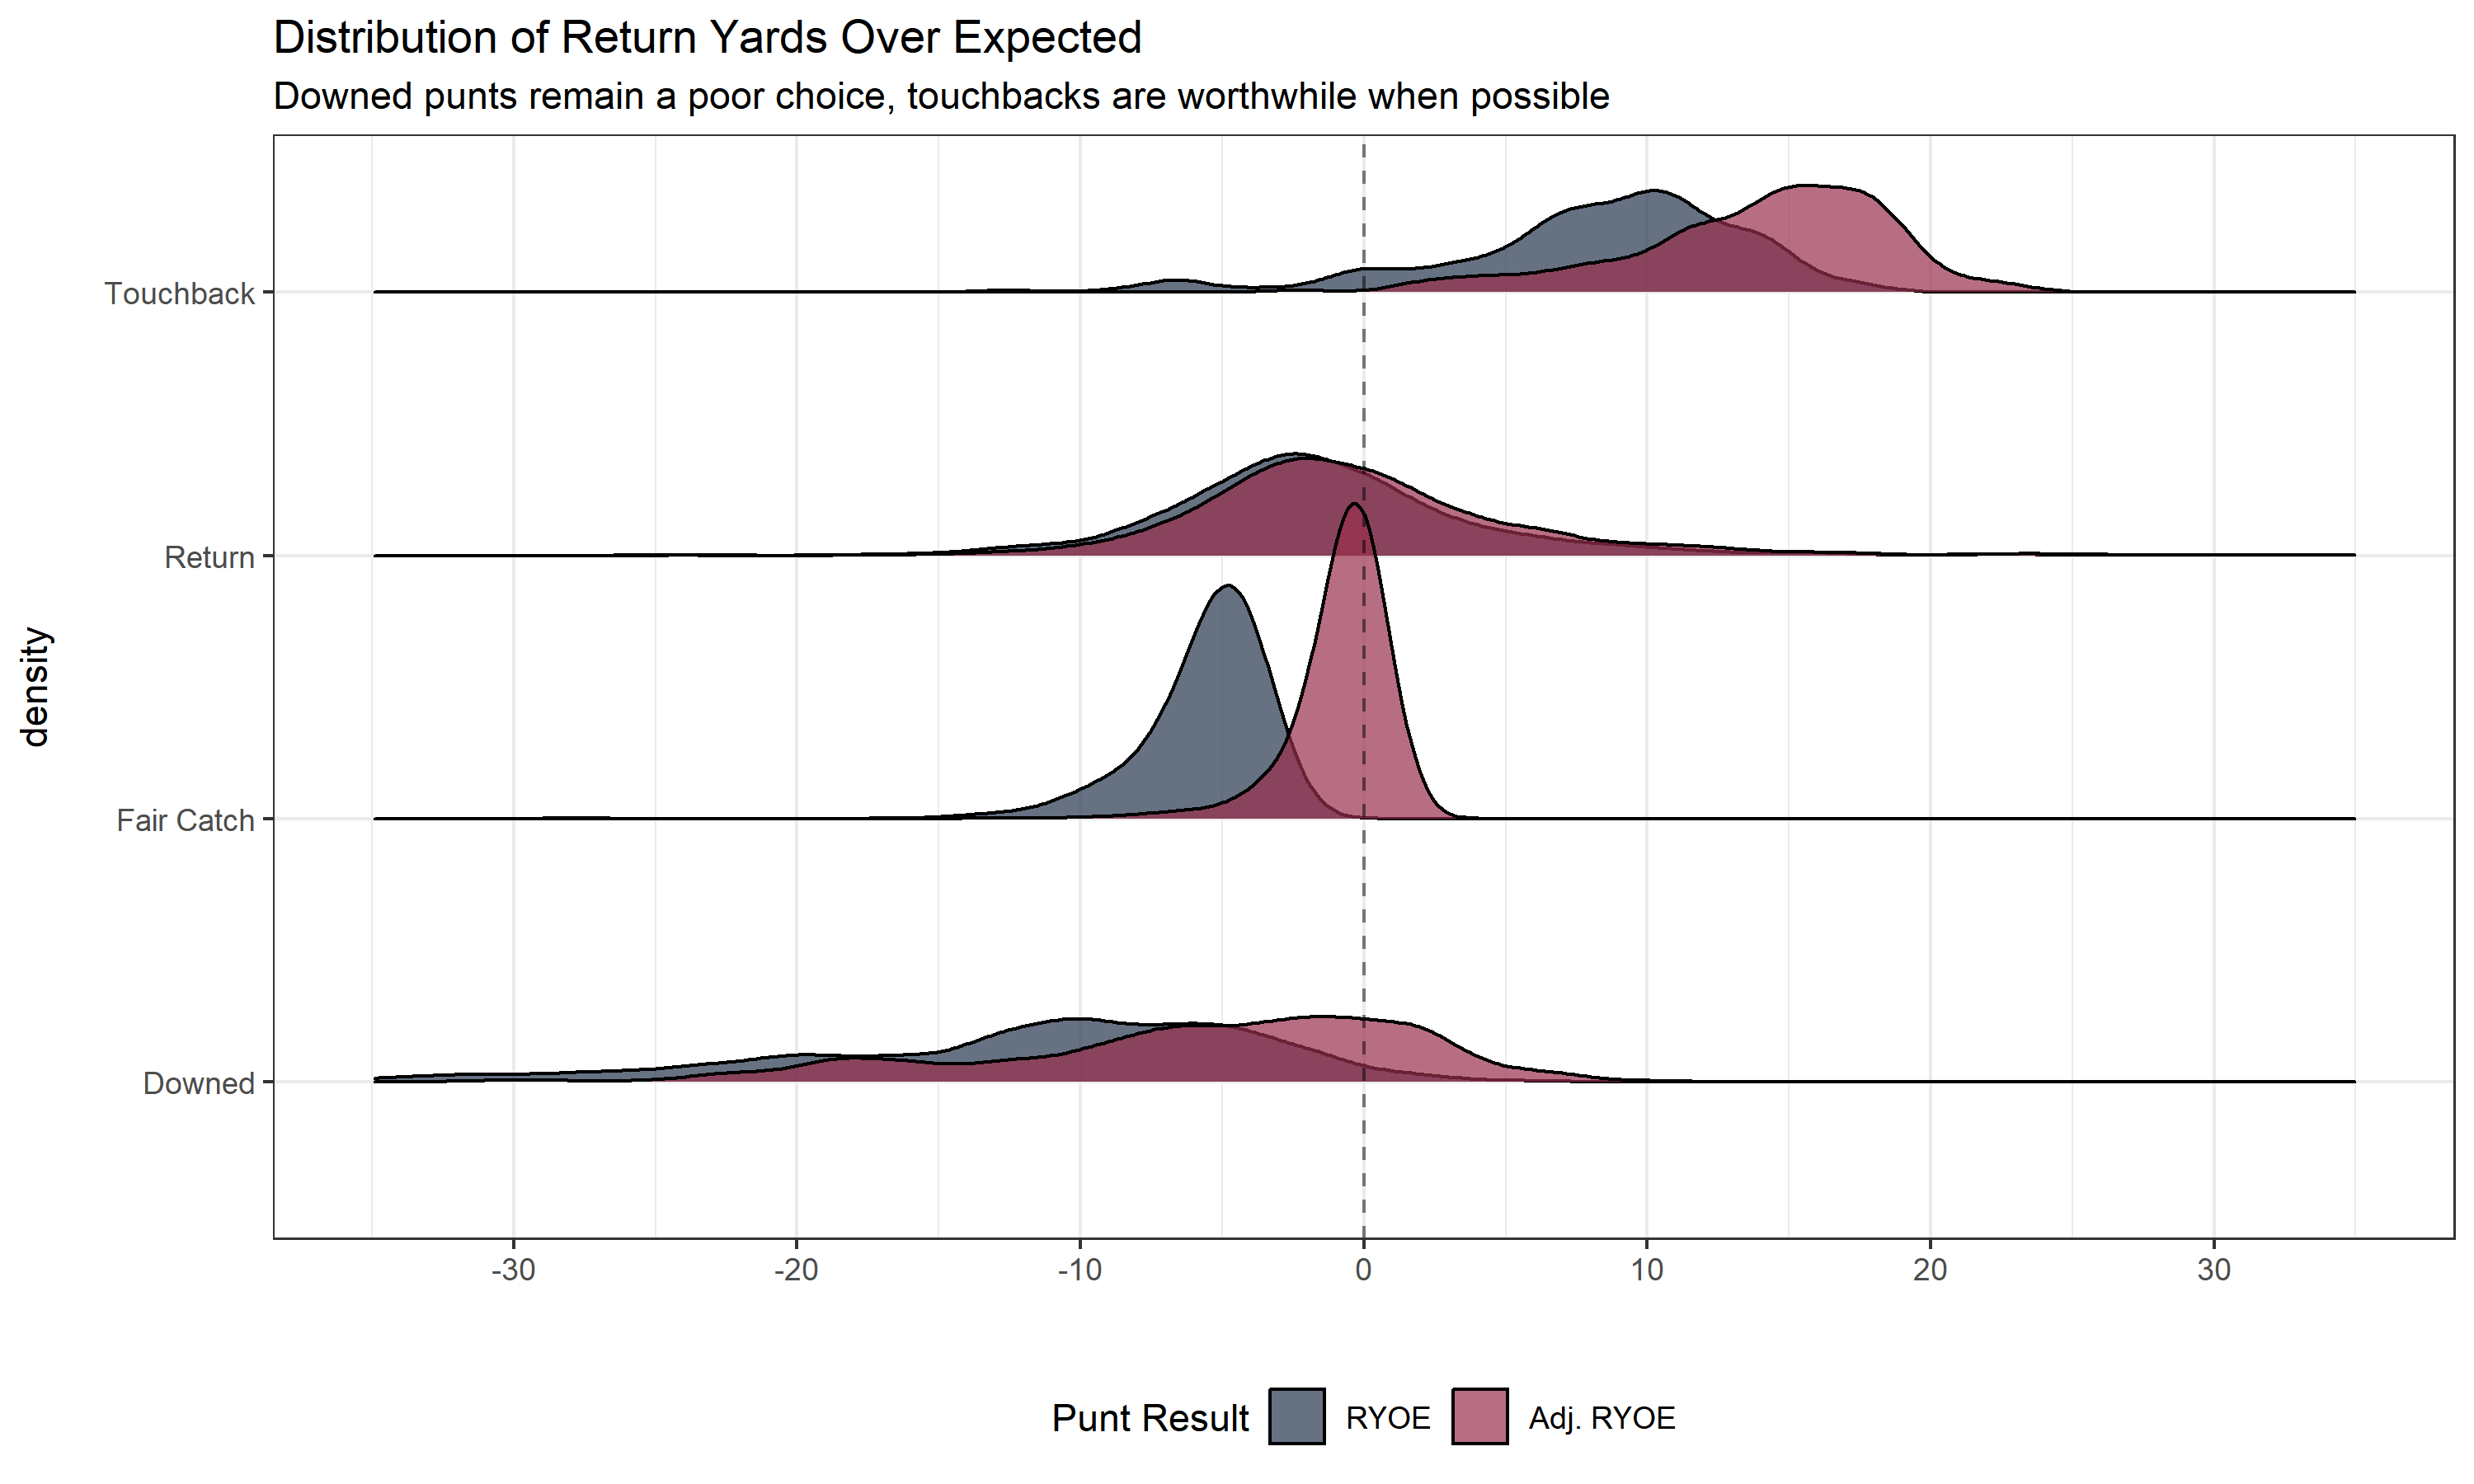 Distribution of Return Yards Over Expected
Downed punts remain a poor choice, touchbacks are worthwhile when possible
Touchback
Return
Fair Catch
Downed
density
-30 -20 -10 0 10 20 30
Punt Result RYOE Adj. RYOE